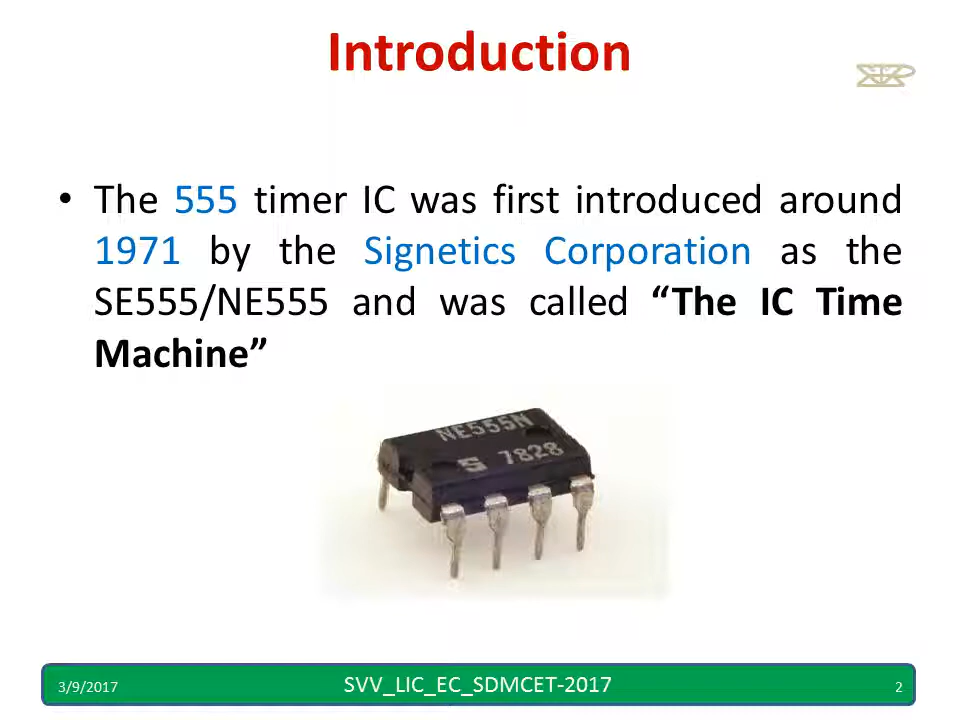 Introduction
• The 555 timer IC was first introduced around
1971 by the Signetics Corporation as the
SE555/NE555 and was called “The IC Time
Machine”
NE555N
S 7828
3/9/2017
SVV_LIC_EC_SDMCET-2017
2